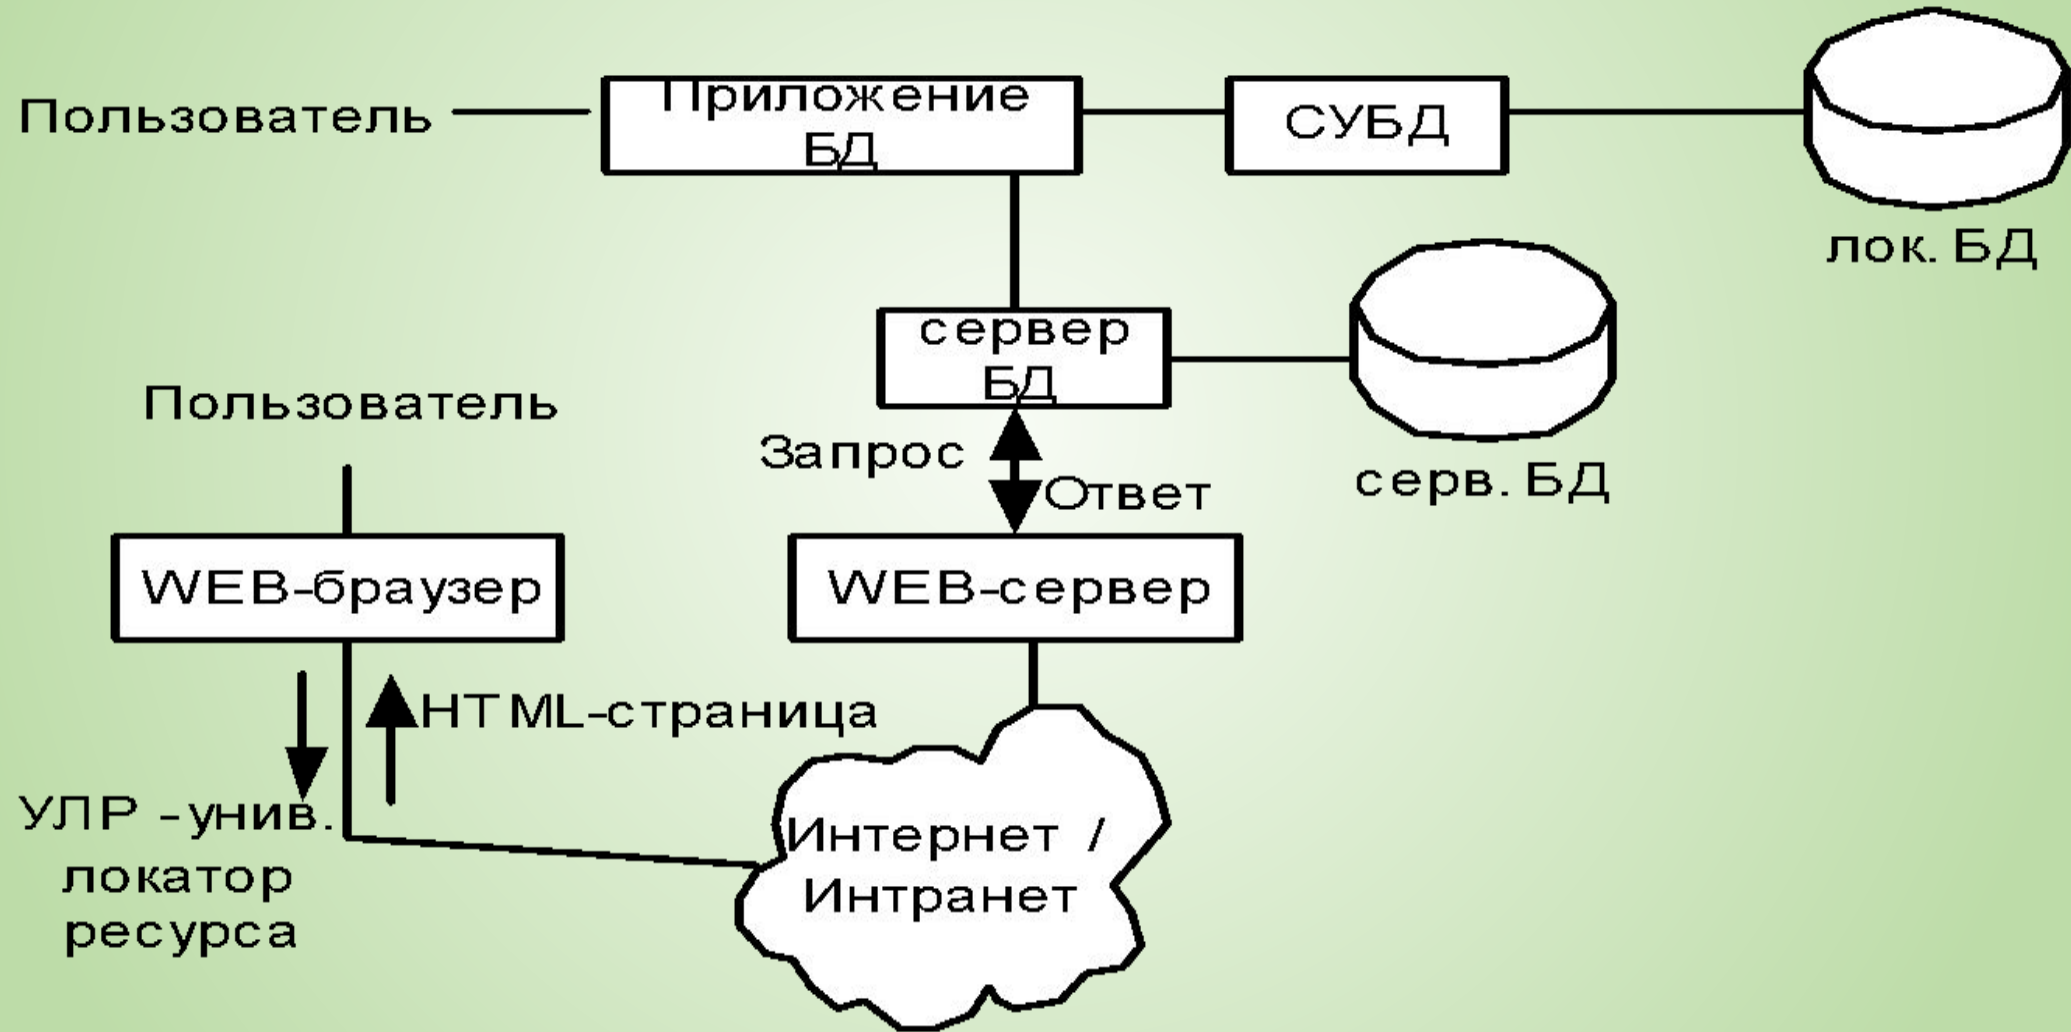 Пользователь
Приложение
БД
СУБД
лок. БД
сервер
БД
серв. БД
Запрос
Ответ
Пользователь
WEB-браузер
WEB-сервер
HTML-страница
УЛР -унив.
локатор
ресурса
Интернет /
Интранет